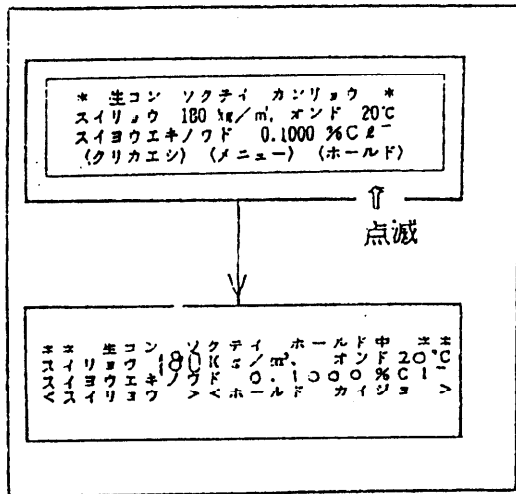 * 生コン ソクテイ カンリョウ *
スイリョウ 180 kg/m³, オンド 20℃
スイヨウエキノウド 0.1000 %Cℓ⁻
(クリカエシ) (メニュー) (ホールド)
点滅
** 生コン ソクテイ ホールド中 **
スイリョウ 180Kg/m³, オンド20℃
スイヨウエキノウド 0.1000%Cl⁻
<スイリョウ ><ホールド カイジョ >